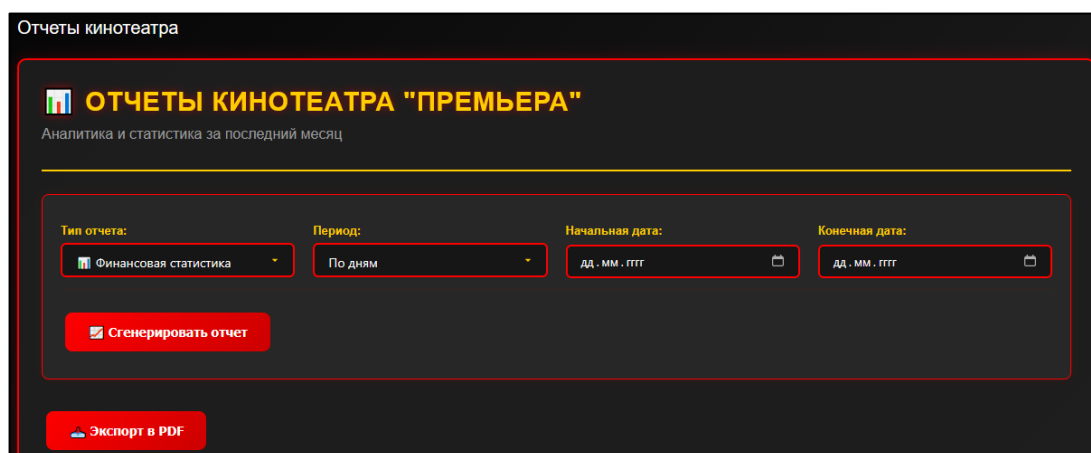 Отчеты кинотеатра
ОТЧЕТЫ КИНОТЕАТРА "ПРЕМЬЕРА"
Аналитика и статистика за последний месяц
Тип отчета: Период: Начальная дата: Конечная дата:
Финансовая статистика По дням дд.мм.гггг дд.мм.гггг
Сгенерировать отчет
Экспорт в PDF